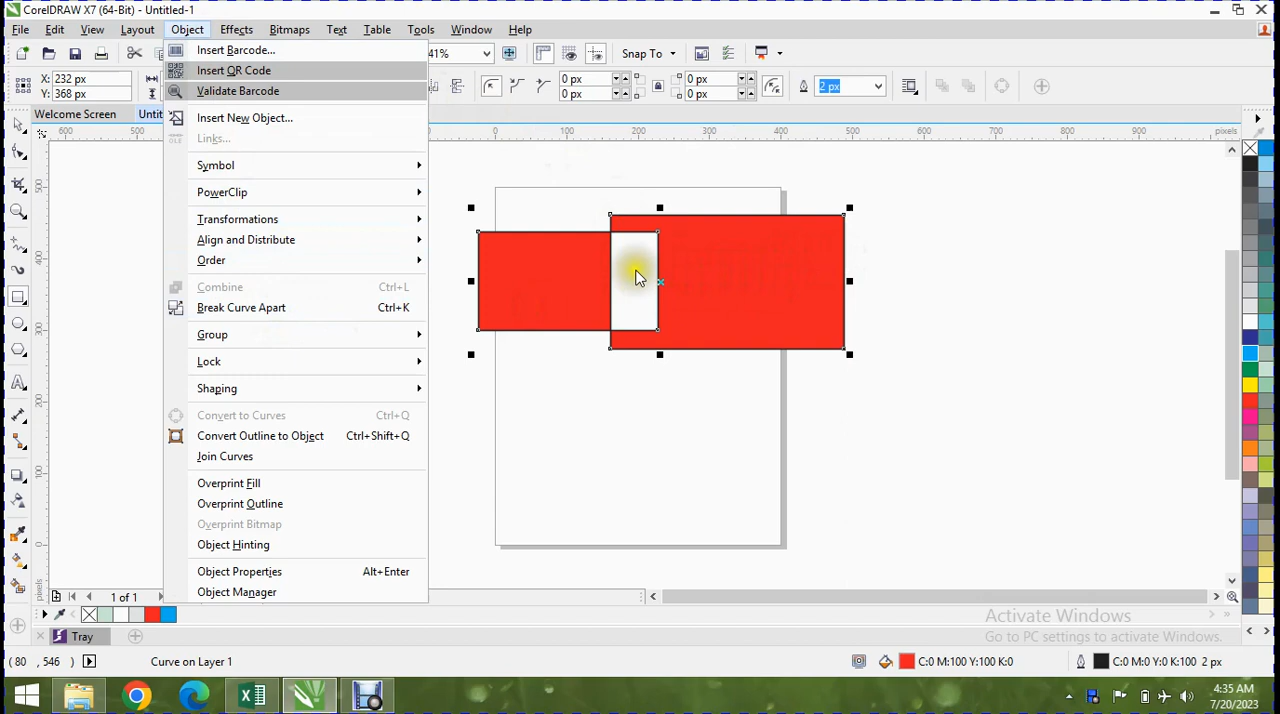 CorelDRAW X7 (64-Bit) - Untitled-1
File Edit View Layout Object Effects Bitmaps Text Table Tools Window Help
41% Snap To
X: 232 px
Y: 368 px
0 px 0 px
0 px 0 px
2 px
Welcome Screen
Insert Barcode...
Insert QR Code
Validate Barcode
Insert New Object...
Links...
Symbol
PowerClip
Transformations
Align and Distribute
Order
Combine Ctrl+L
Break Curve Apart Ctrl+K
Group
Lock
Shaping
Convert to Curves Ctrl+Q
Convert Outline to Object Ctrl+Shift+Q
Join Curves
Overprint Fill
Overprint Outline
Overprint Bitmap
Object Hinting
Object Properties Alt+Enter
Object Manager
600 0 100 200 300 400 500 600 700 800 900 pixels
500
400
300
200
100
0
pixels
1 of 1
Activate Windows
Go to PC settings to activate Windows.
Tray
( 80 , 546 ) Curve on Layer 1 C:0 M:100 Y:100 K:0 C:0 M:0 Y:0 K:100 2 px
4:35 AM
7/20/2023